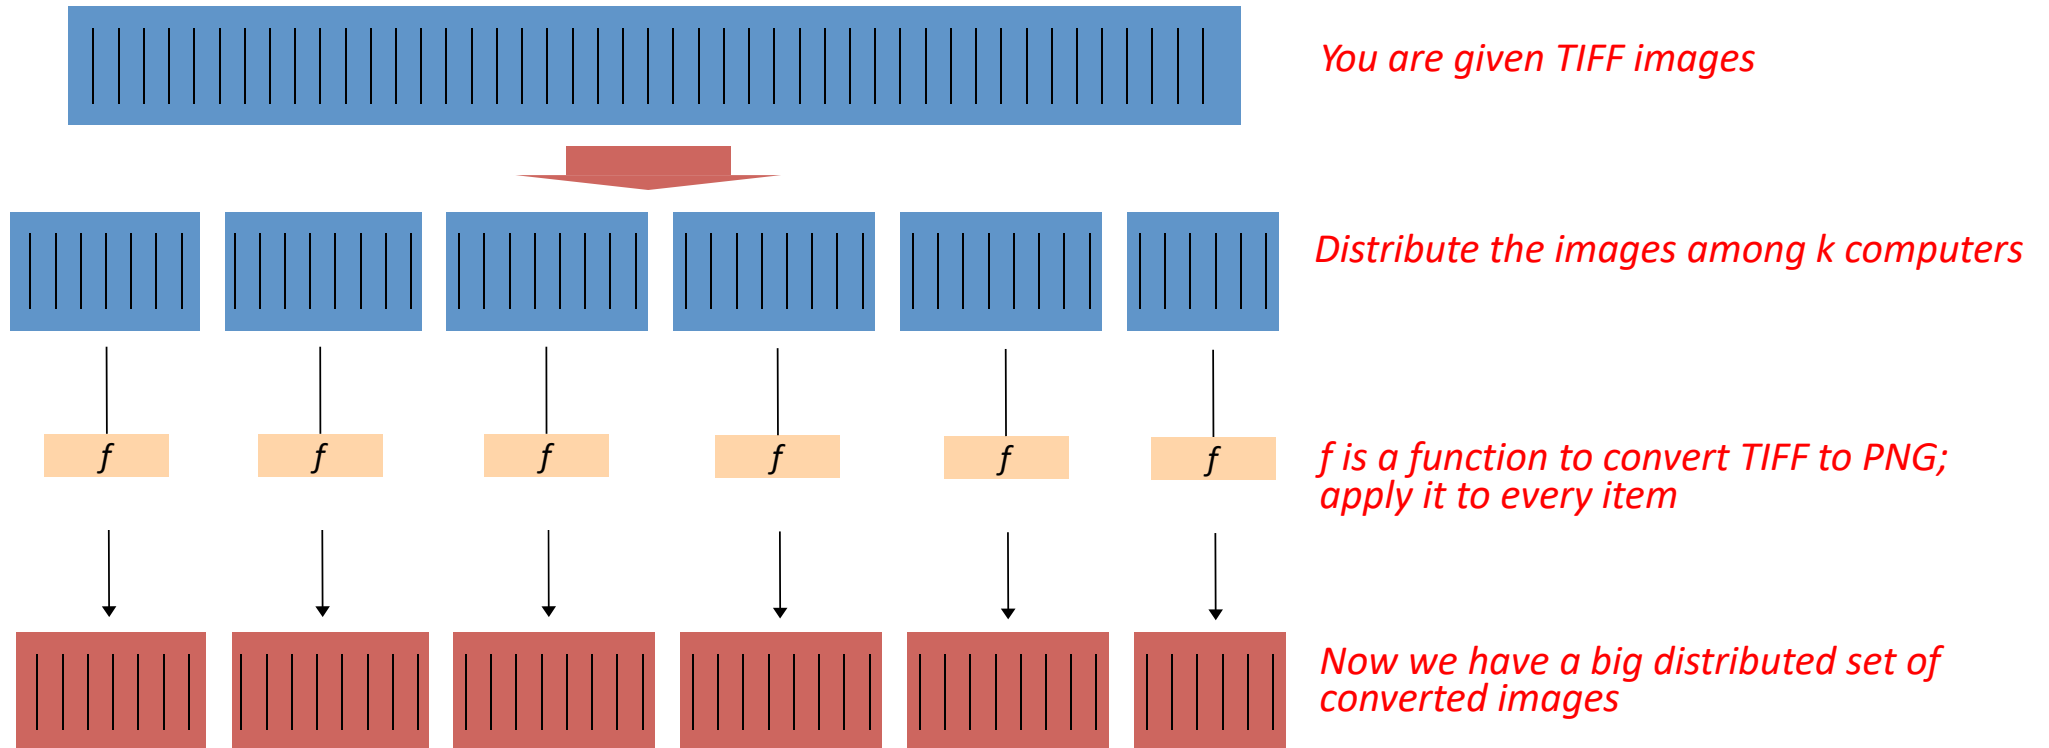 You are given TIFF images
Distribute the images among k computers
f f f f f f
f is a function to convert TIFF to PNG;
apply it to every item
Now we have a big distributed set of
converted images